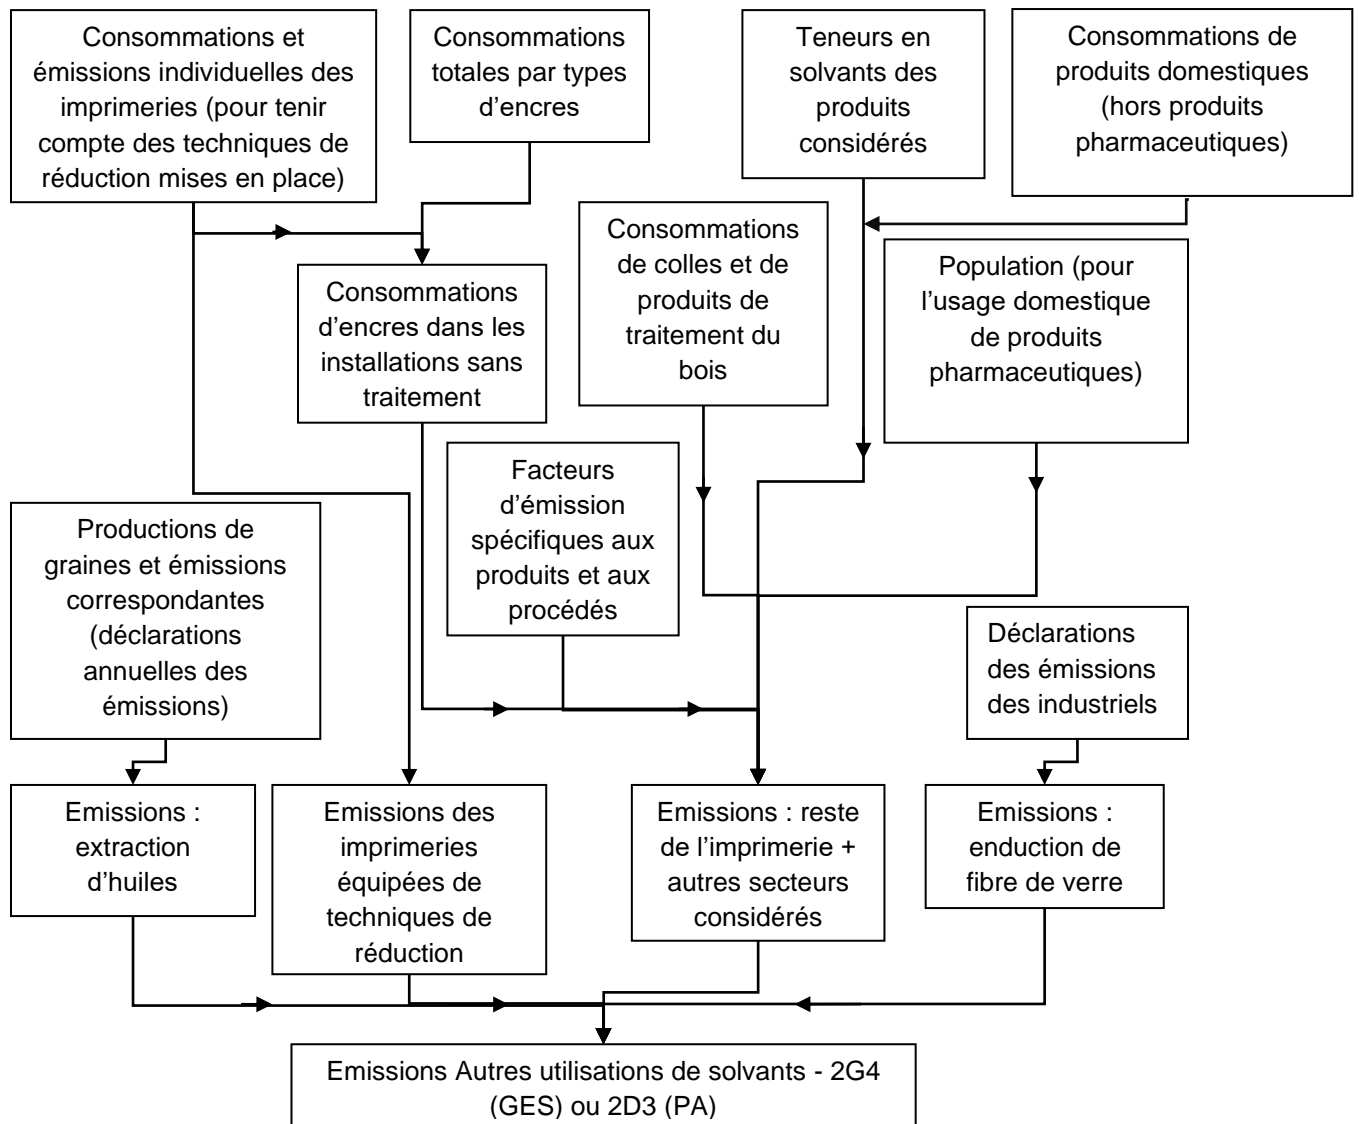 Consommations et
émissions individuelles des
imprimeries (pour tenir
compte des techniques de
réduction mises en place)
Consommations
totales par types
d’encres
Teneurs en
solvants des
produits
considérés
Consommations de
produits domestiques
(hors produits
pharmaceutiques)
Consommations
d’encres dans les
installations sans
traitement
Consommations
de colles et de
produits de
traitement du
bois
Population (pour
l’usage domestique
de produits
pharmaceutiques)
Facteurs
d’émission
spécifiques aux
produits et aux
procédés
Productions de
graines et émissions
correspondantes
(déclarations
annuelles des
émissions)
Déclarations
des émissions
des industriels
Emissions :
extraction
d’huiles
Emissions des
imprimeries
équipées de
techniques de
réduction
Emissions : reste
de l’imprimerie +
autres secteurs
considérés
Emissions :
enduction de
fibre de verre
Emissions Autres utilisations de solvants - 2G4
(GES) ou 2D3 (PA)